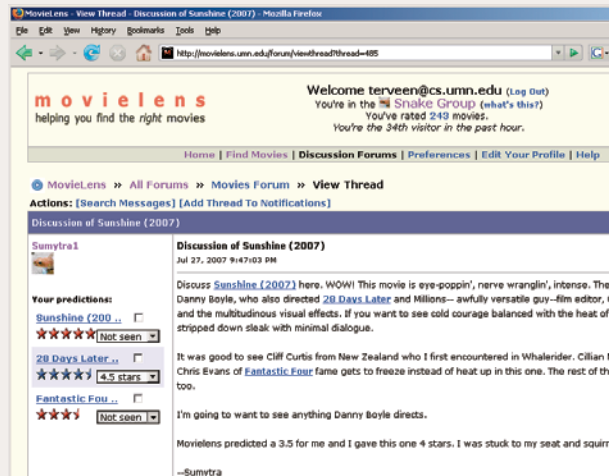 MovieLens - View Thread - Discussion of Sunshine (2007) - Mozilla Firefox
File Edit View History Bookmarks Tools Help
http://movielens.umn.edu/forum/viewthread?thread=485
movielens
helping you find the right movies
Welcome terveen@cs.umn.edu (Log Out)
You're in the Snake Group (what's this?)
You've rated 243 movies.
You're the 34th visitor in the past hour.
Home | Find Movies | Discussion Forums | Preferences | Edit Your Profile | Help
MovieLens » All Forums » Movies Forum » View Thread
Actions: [Search Messages] [Add Thread To Notifications]
Discussion of Sunshine (2007)
Sumytra1
Your predictions:
Sunshine (200 ..
Not seen
28 Days Later ..
4.5 stars
Fantastic Fou ..
Not seen
Discussion of Sunshine (2007)
Jul 27, 2007 9:47:03 PM
Discuss Sunshine (2007) here. WOW! This movie is eye-poppin', nerve wranglin', intense. The
Danny Boyle, who also directed 28 Days Later and Millions-- awfully versatile guy--film editor,
and the multitudinous visual effects. If you want to see cold courage balanced with the heat of
stripped down sleak with minimal dialogue.
It was good to see Cliff Curtis from New Zealand who I first encountered in Whalerider. Cillian
Chris Evans of Fantastic Four fame gets to freeze instead of heat up in this one. The rest of th
too.
I'm going to want to see anything Danny Boyle directs.
Movielens predicted a 3.5 for me and I gave this one 4 stars. I was stuck to my seat and squirm
--Sumytra